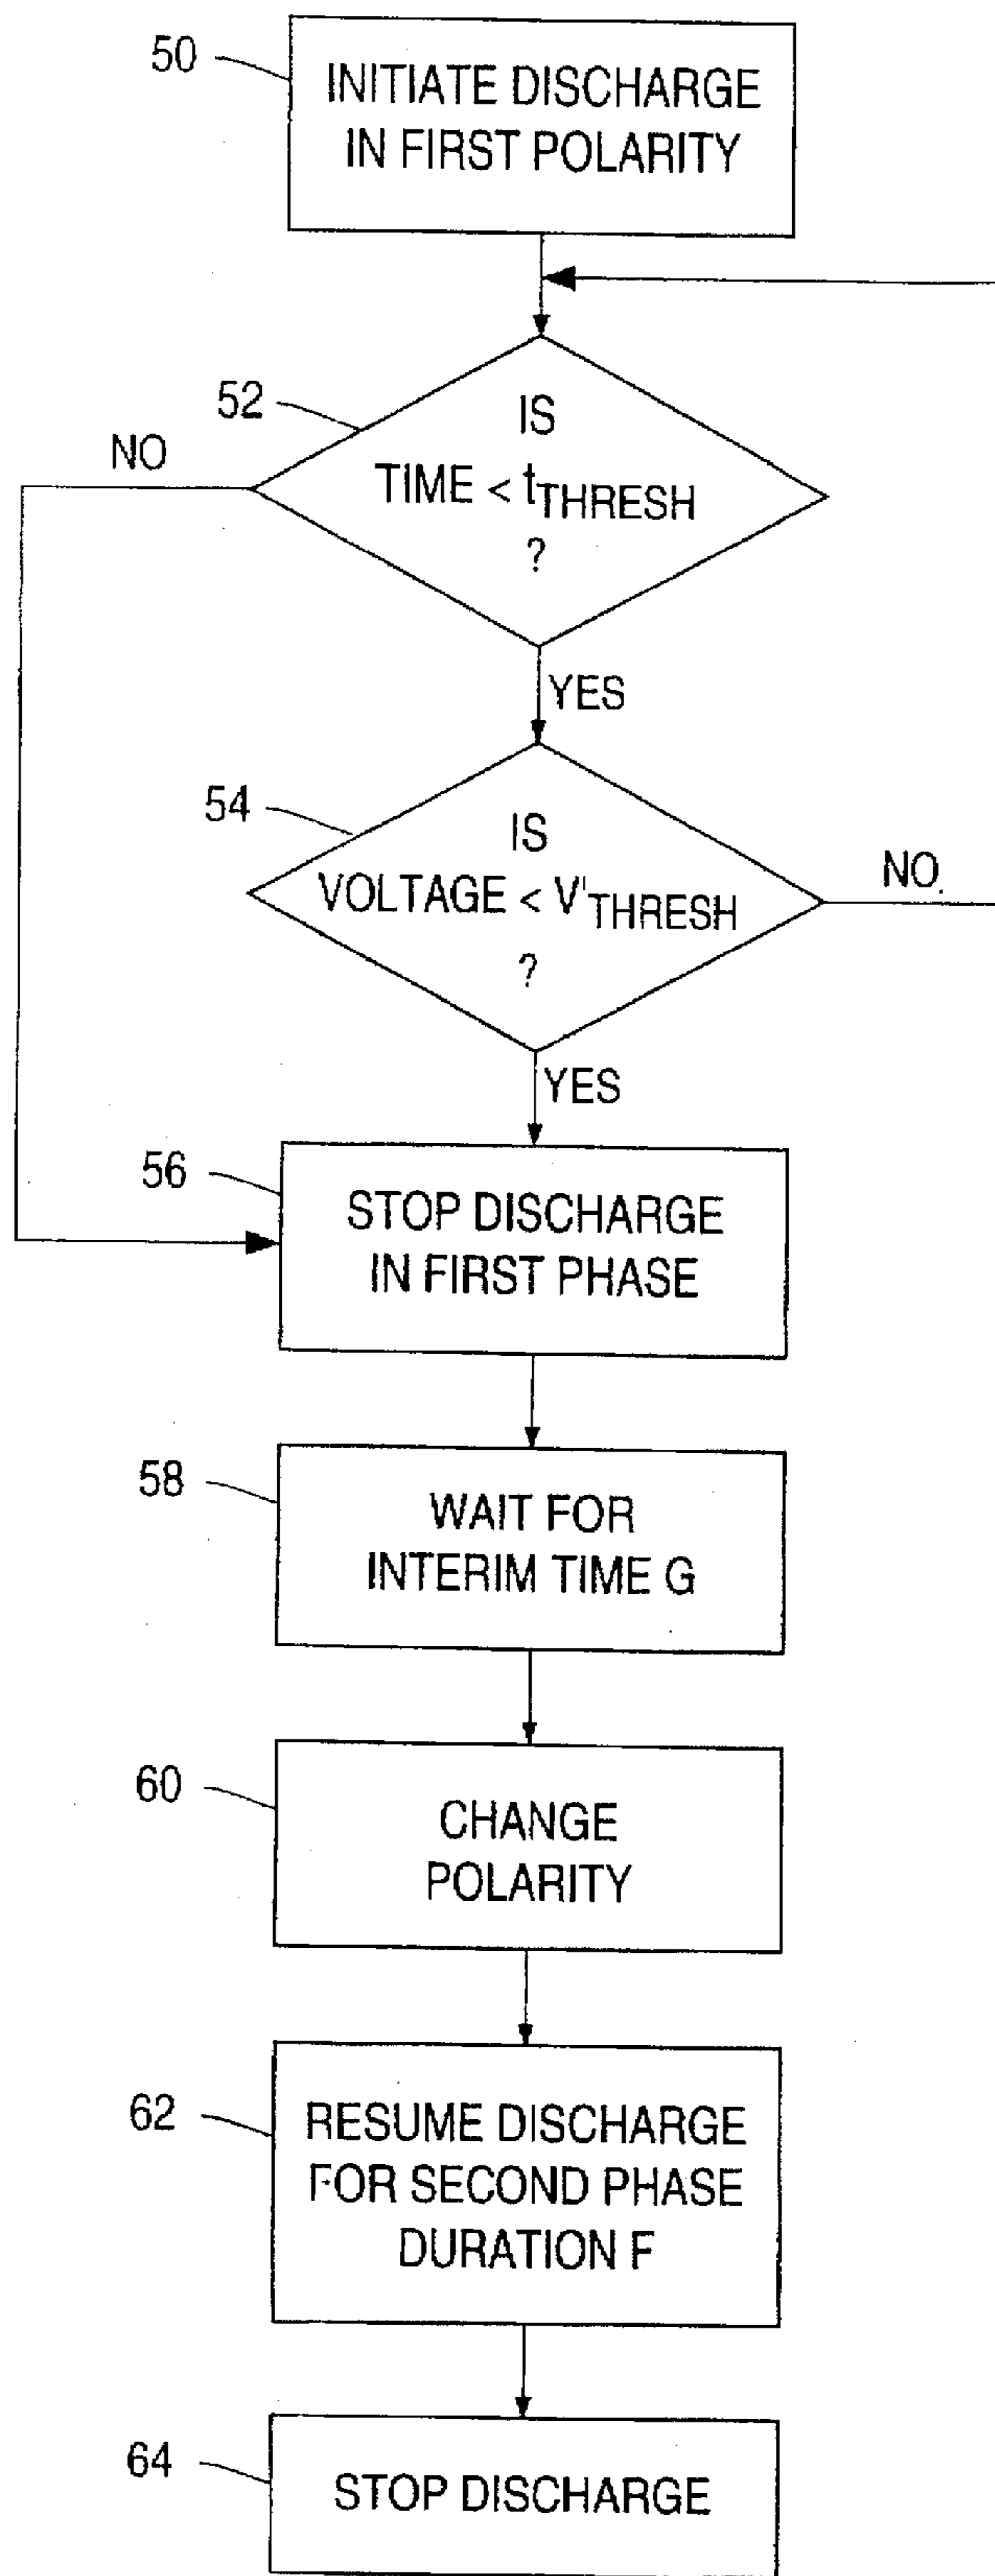 50
INITIATE DISCHARGE
IN FIRST POLARITY
52
NO
IS
TIME < tTHRESH
?
YES
54
IS
VOLTAGE < V'THRESH
?
NO
YES
56
STOP DISCHARGE
IN FIRST PHASE
58
WAIT FOR
INTERIM TIME G
60
CHANGE
POLARITY
62
RESUME DISCHARGE
FOR SECOND PHASE
DURATION F
64
STOP DISCHARGE